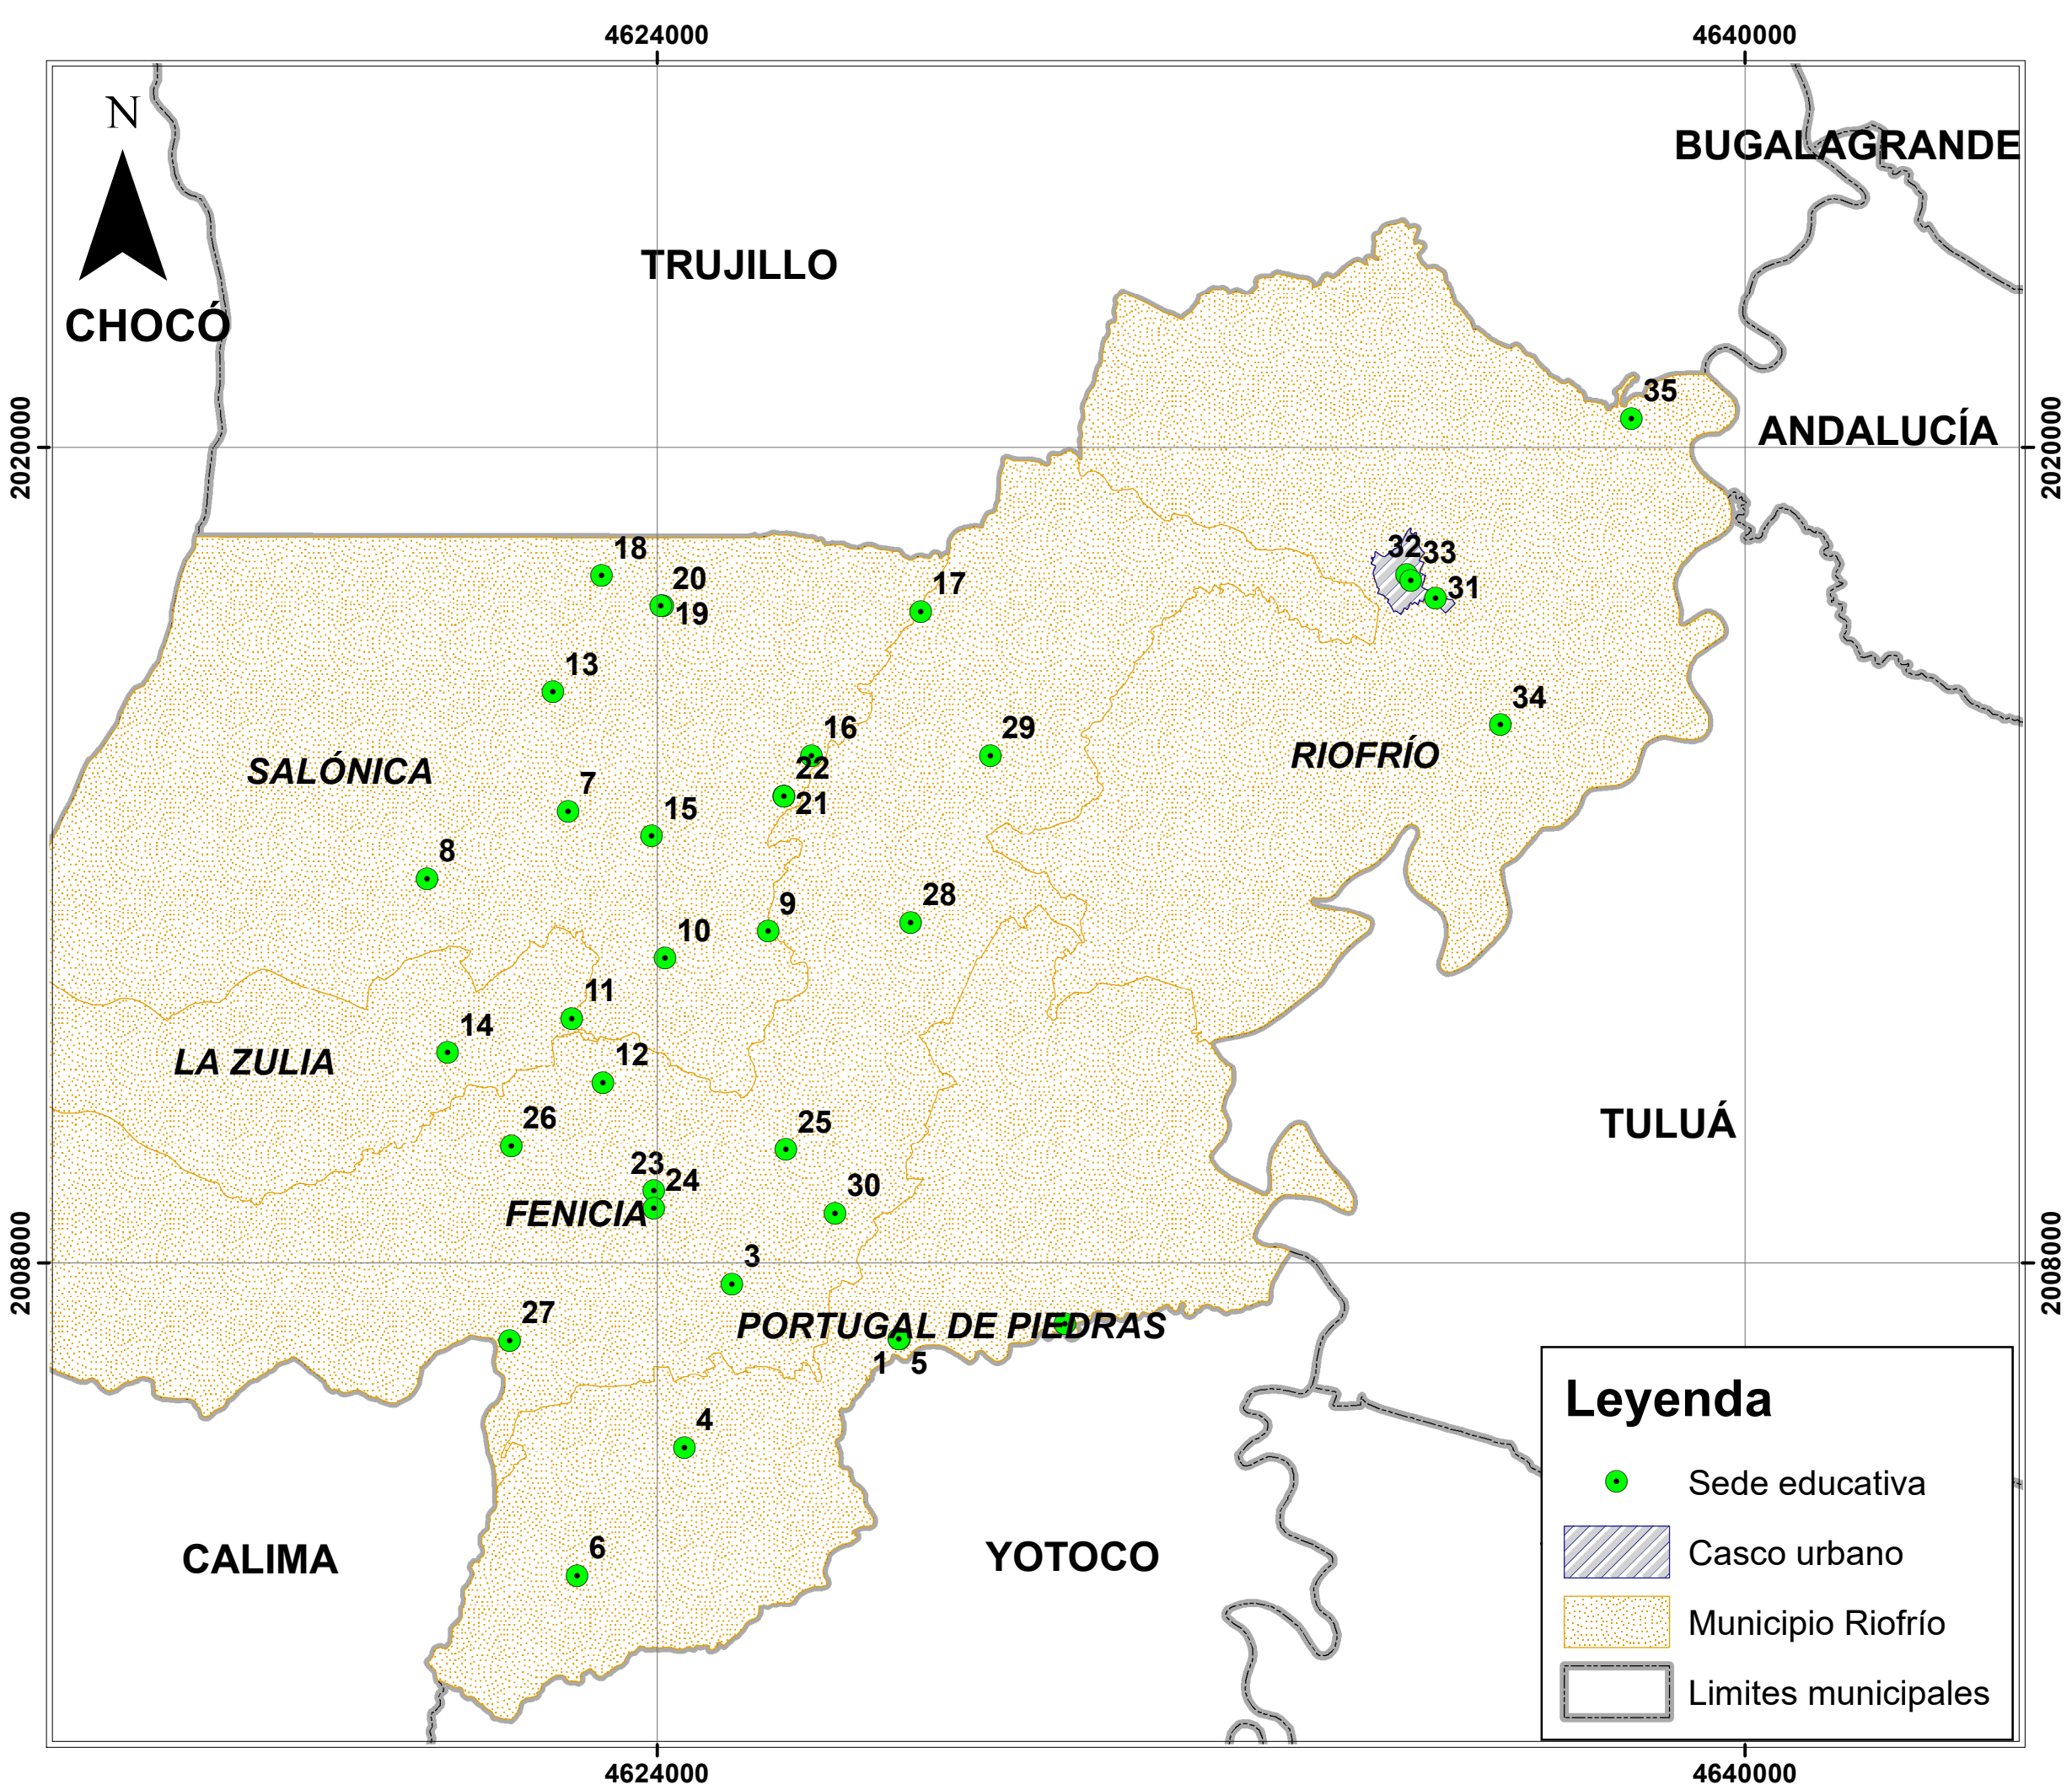 4624000
4640000
N
BUGALAGRANDE
TRUJILLO
CHOCÓ
35
2020000
ANDALUCÍA
2020000
18
32
33
20
17
31
19
13
34
16
29
RIOFRÍO
SALÓNICA
22
7
21
15
8
28
9
10
11
14
12
LA ZULIA
26
25
TULUÁ
23
24
30
FENICIA
3
2008000
2008000
27
PORTUGAL DE PIEDRAS
1
5
4
Leyenda
Sede educativa
6
CALIMA
YOTOCO
Casco urbano
Municipio Riofrío
Limites municipales
4624000
4640000